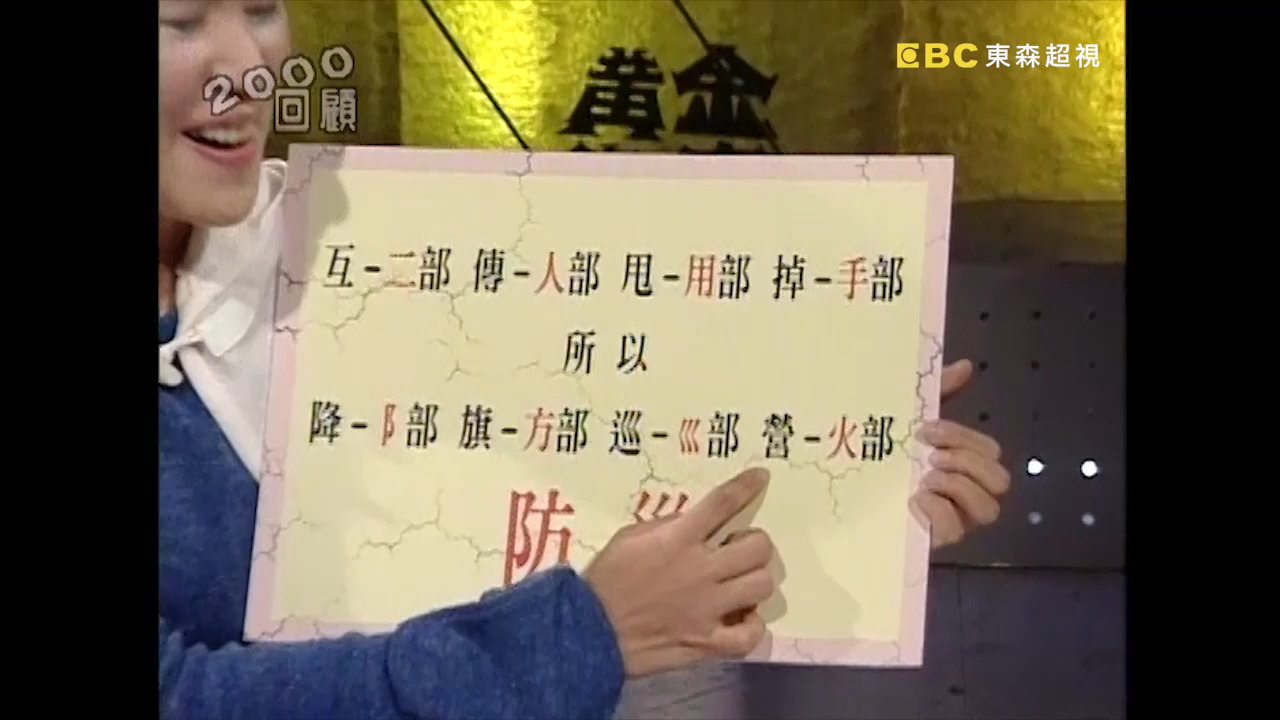 2000
回顧
EBC 東森超視
黃金
互-二部 傳-人部 甩-用部 掉-手部
所以
降-阝部 旗-方部 巡-巛部 營-火部
防